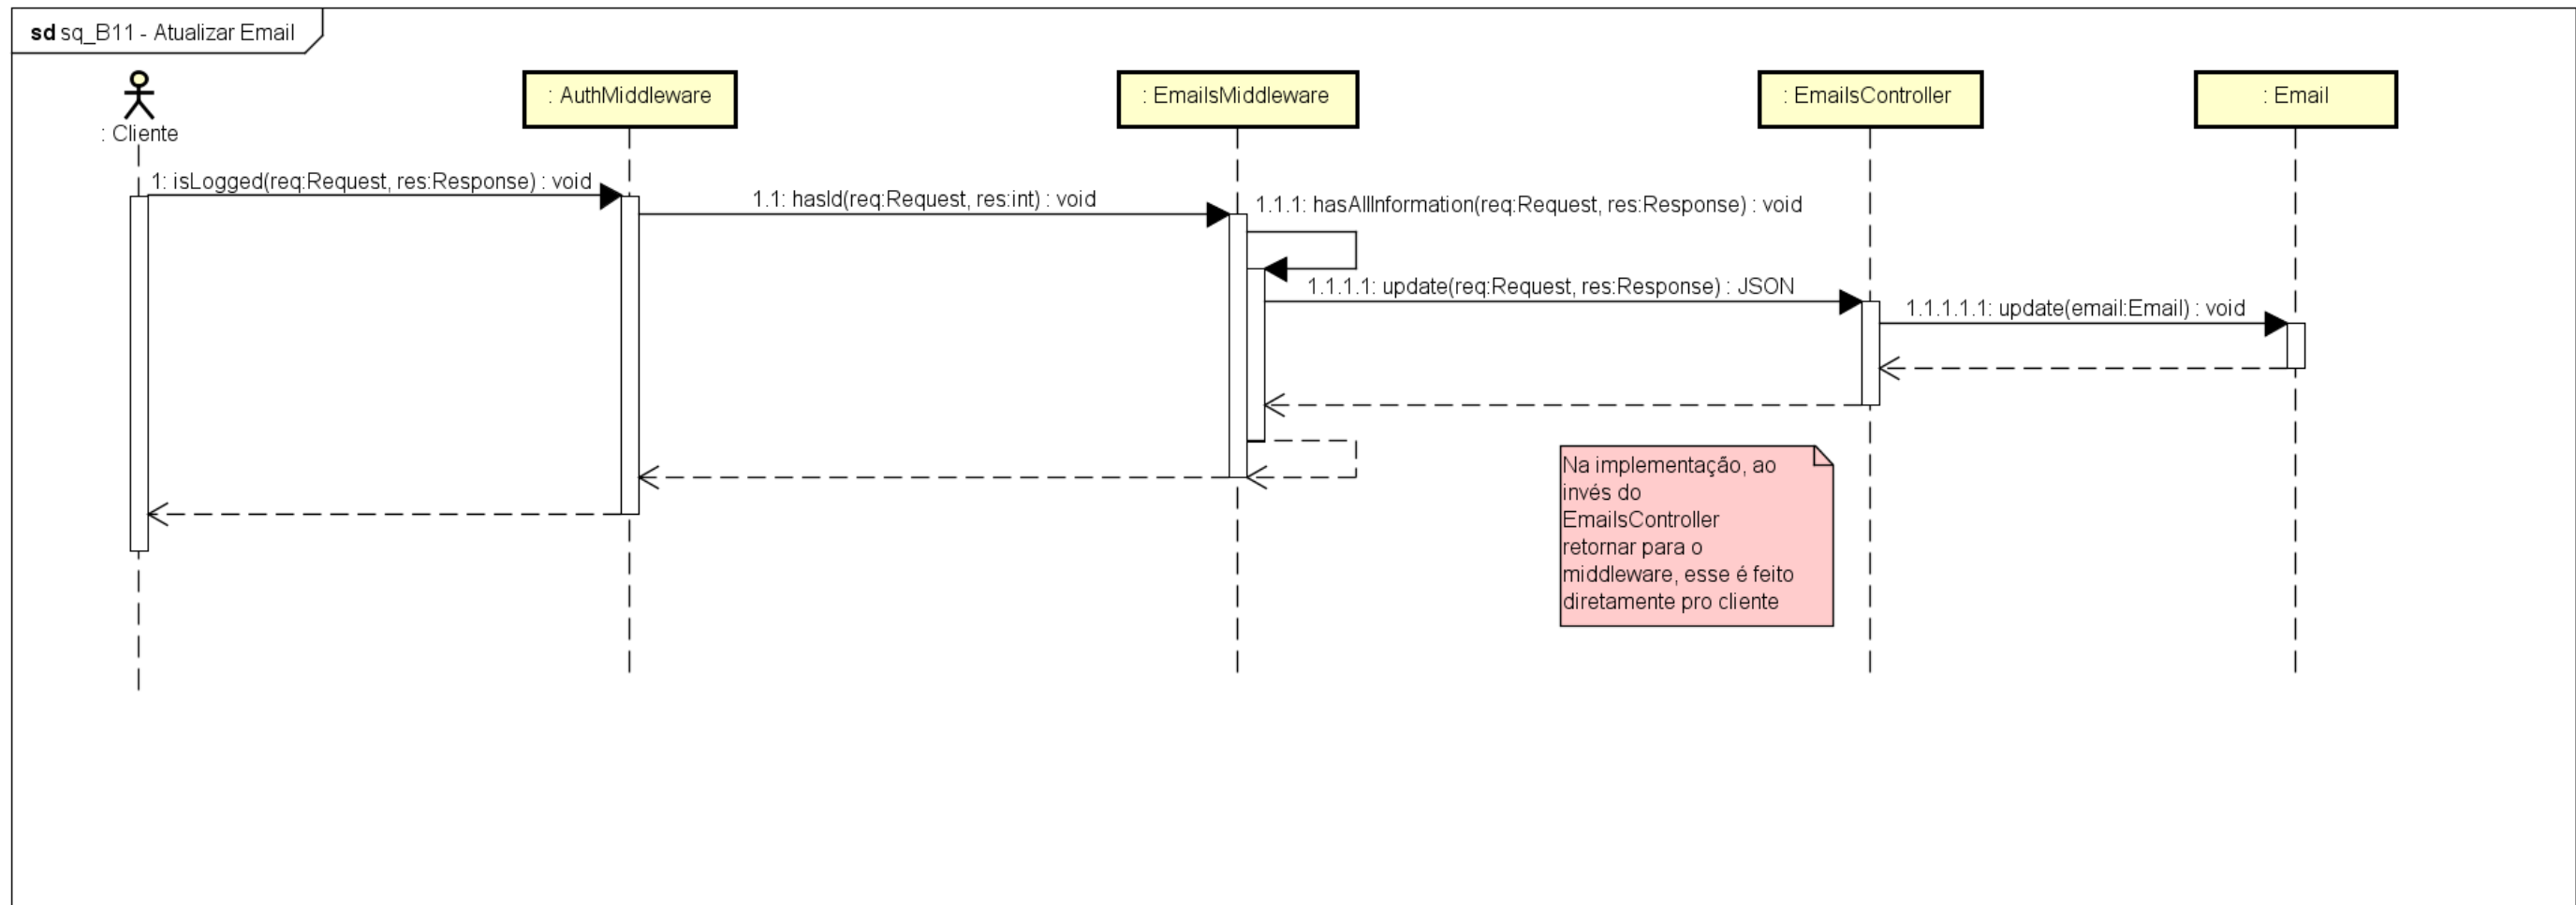 sd sq_B11 - Atualizar Email
: Cliente
: AuthMiddleware
: EmailsMiddleware
: EmailsController
: Email
1: isLogged(req:Request, res:Response) : void
1.1: hasId(req:Request, res:int) : void
1.1.1: hasAllInformation(req:Request, res:Response) : void
1.1.1.1: update(req:Request, res:Response) : JSON
1.1.1.1.1: update(email:Email) : void
Na implementação, ao
invés do
EmailsController
retornar para o
middleware, esse é feito
diretamente pro cliente